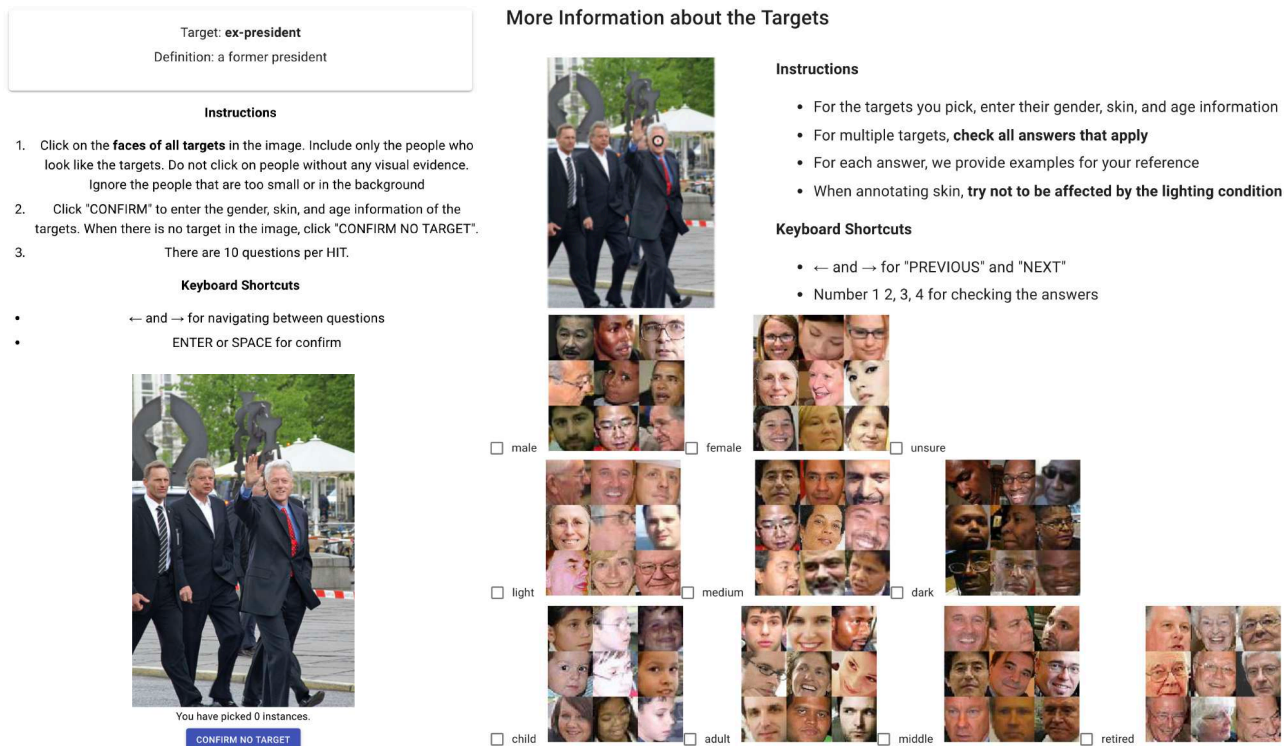 Target: ex-president
Definition: a former president
Instructions
1. Click on the faces of all targets in the image. Include only the people who
look like the targets. Do not click on people without any visual evidence.
Ignore the people that are too small or in the background
2. Click "CONFIRM" to enter the gender, skin, and age information of the
targets. When there is no target in the image, click "CONFIRM NO TARGET".
3. There are 10 questions per HIT.
Keyboard Shortcuts
• ← and → for navigating between questions
• ENTER or SPACE for confirm
You have picked 0 instances.
CONFIRM NO TARGET
More Information about the Targets
Instructions
• For the targets you pick, enter their gender, skin, and age information
• For multiple targets, check all answers that apply
• For each answer, we provide examples for your reference
• When annotating skin, try not to be affected by the lighting condition
Keyboard Shortcuts
• ← and → for "PREVIOUS" and "NEXT"
• Number 1 2, 3, 4 for checking the answers
male female unsure
light medium dark
child adult middle retired